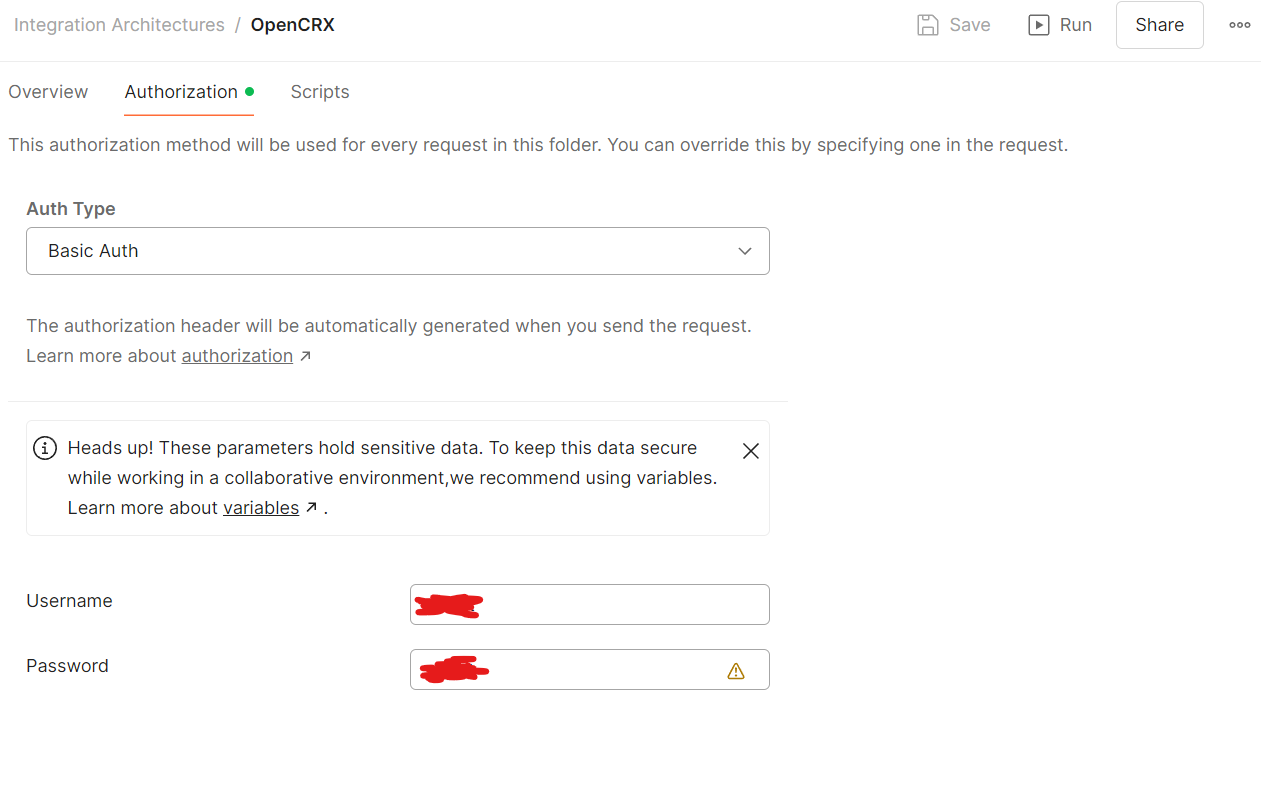 Integration Architectures / OpenCRX
Save Run Share
Overview Authorization Scripts
This authorization method will be used for every request in this folder. You can override this by specifying one in the request.
Auth Type
Basic Auth
The authorization header will be automatically generated when you send the request.
Learn more about authorization ↗
Heads up! These parameters hold sensitive data. To keep this data secure
while working in a collaborative environment,we recommend using variables.
Learn more about variables ↗ .
Username
Password